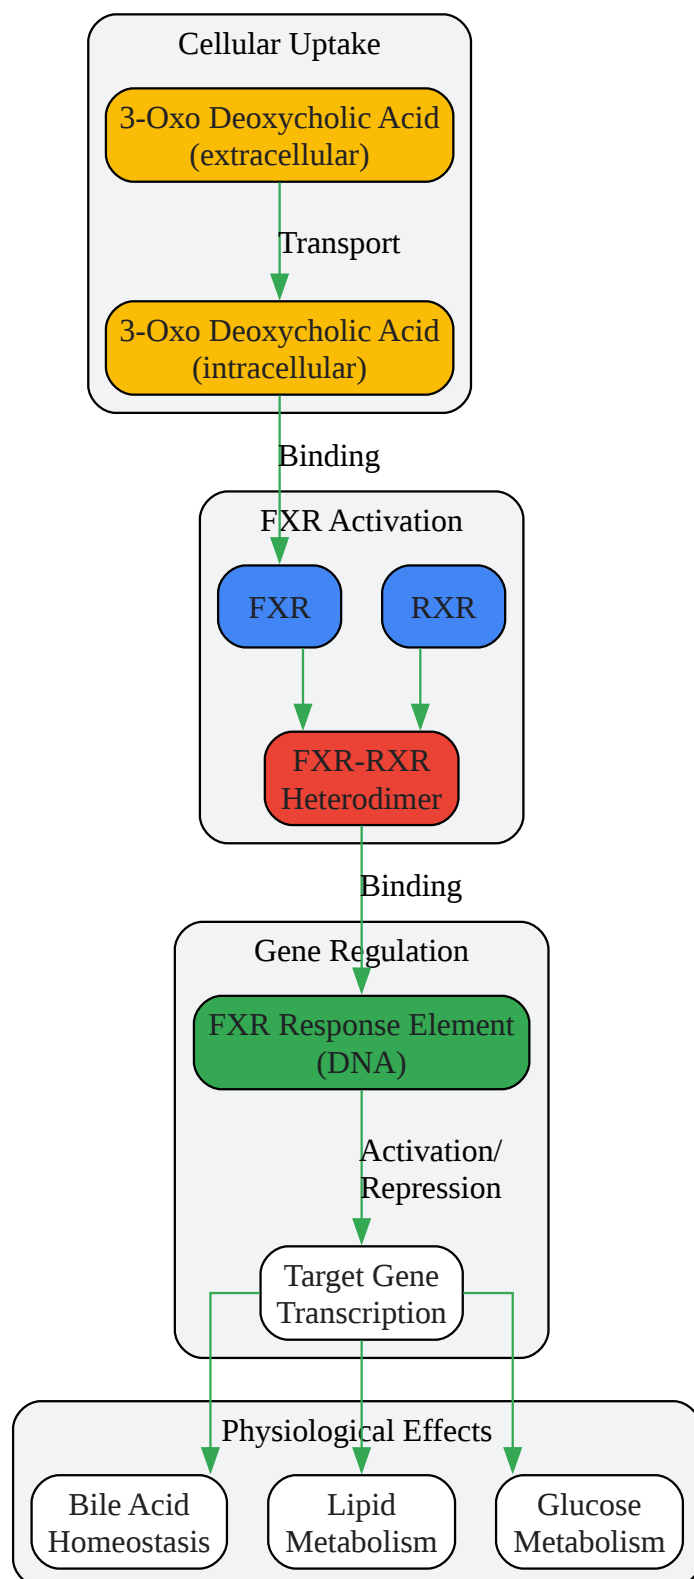 Cellular Uptake
3-Oxo Deoxycholic Acid
(extracellular)
Transport
3-Oxo Deoxycholic Acid
(intracellular)
Binding
FXR Activation
FXR
RXR
FXR-RXR
Heterodimer
Binding
Gene Regulation
FXR Response Element
(DNA)
Activation/
Repression
Target Gene
Transcription
Physiological Effects
Bile Acid
Homeostasis
Lipid
Metabolism
Glucose
Metabolism